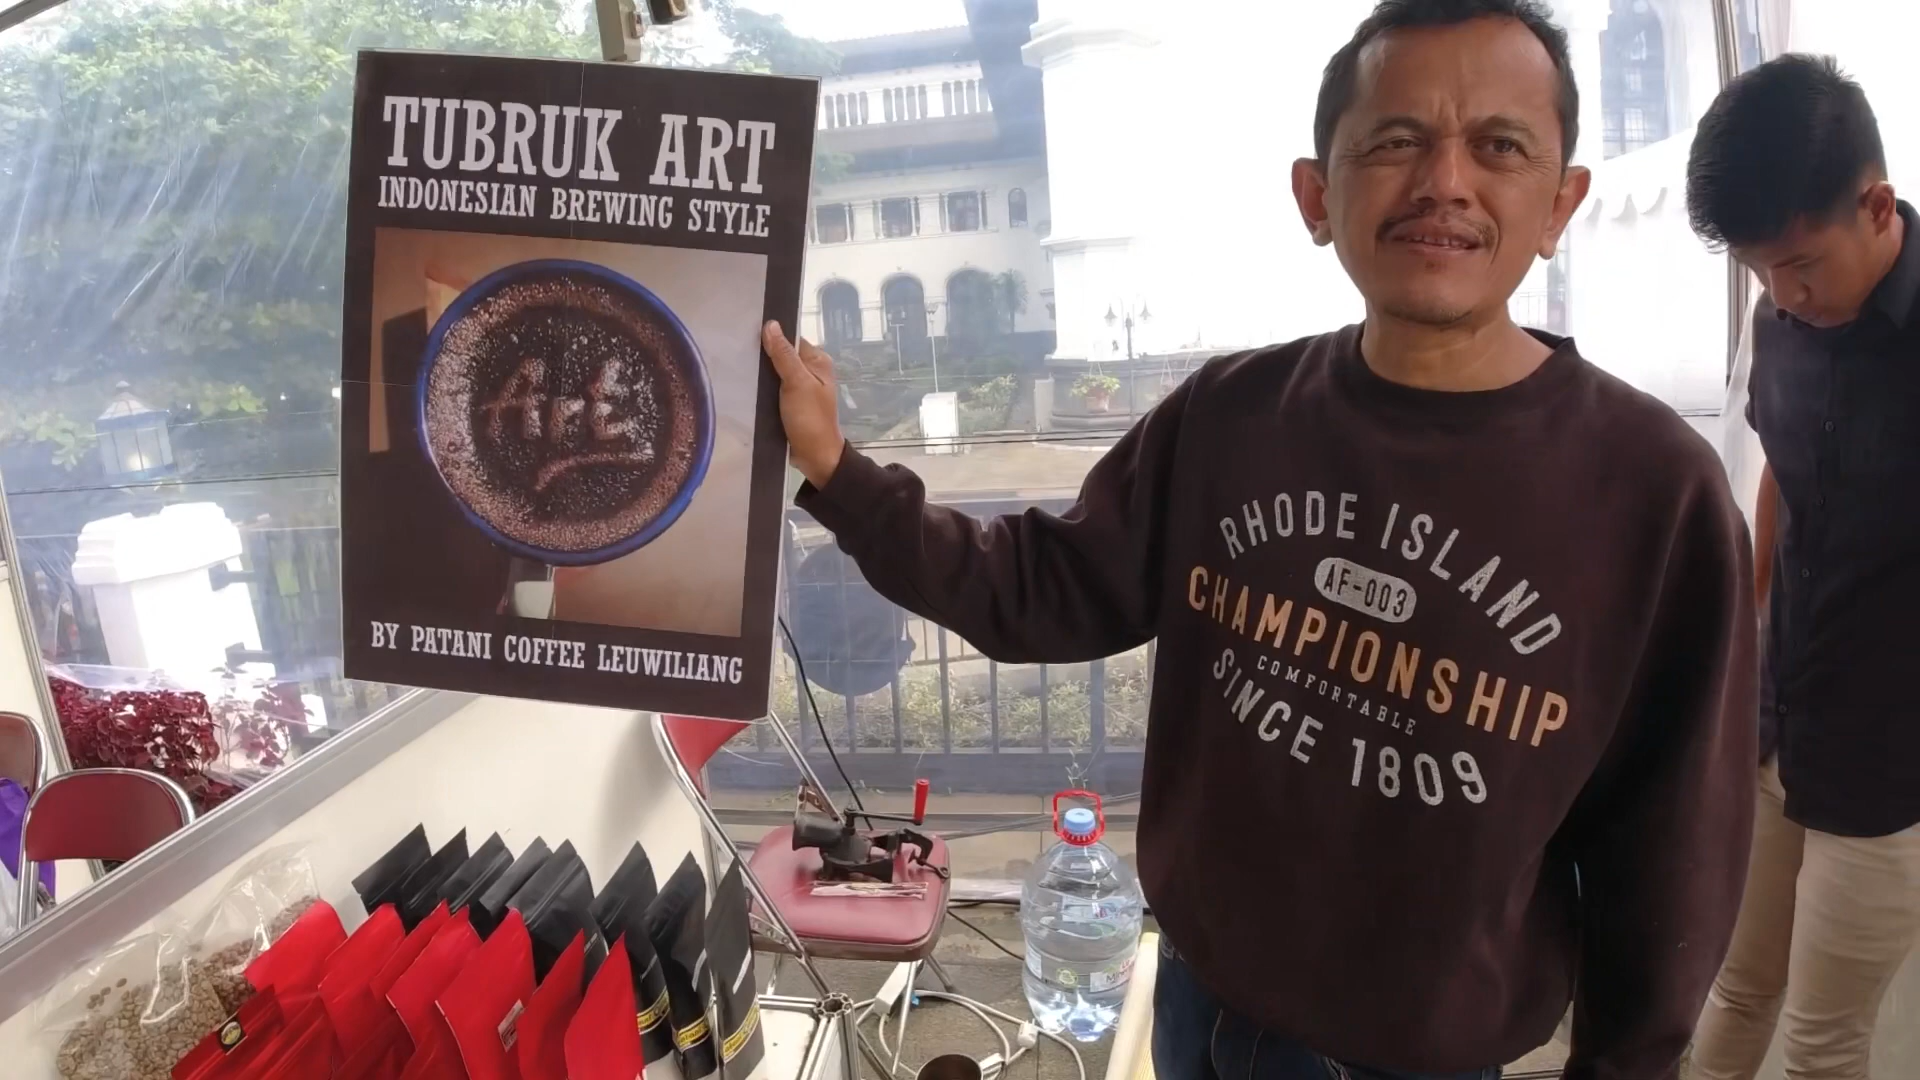 TUBRUK ART
INDONESIAN BREWING STYLE
Art
BY PATANI COFFEE LEUWILIANG
RHODE ISLAND
AF-003
CHAMPIONSHIP
COMFORTABLE
SINCE 1809